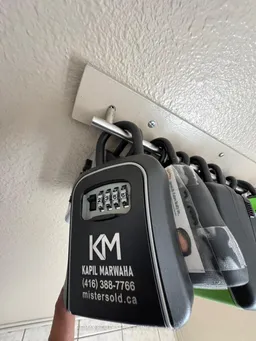 KM
KAPIL MARWAHA
(416) 388-7766
mistersold.ca